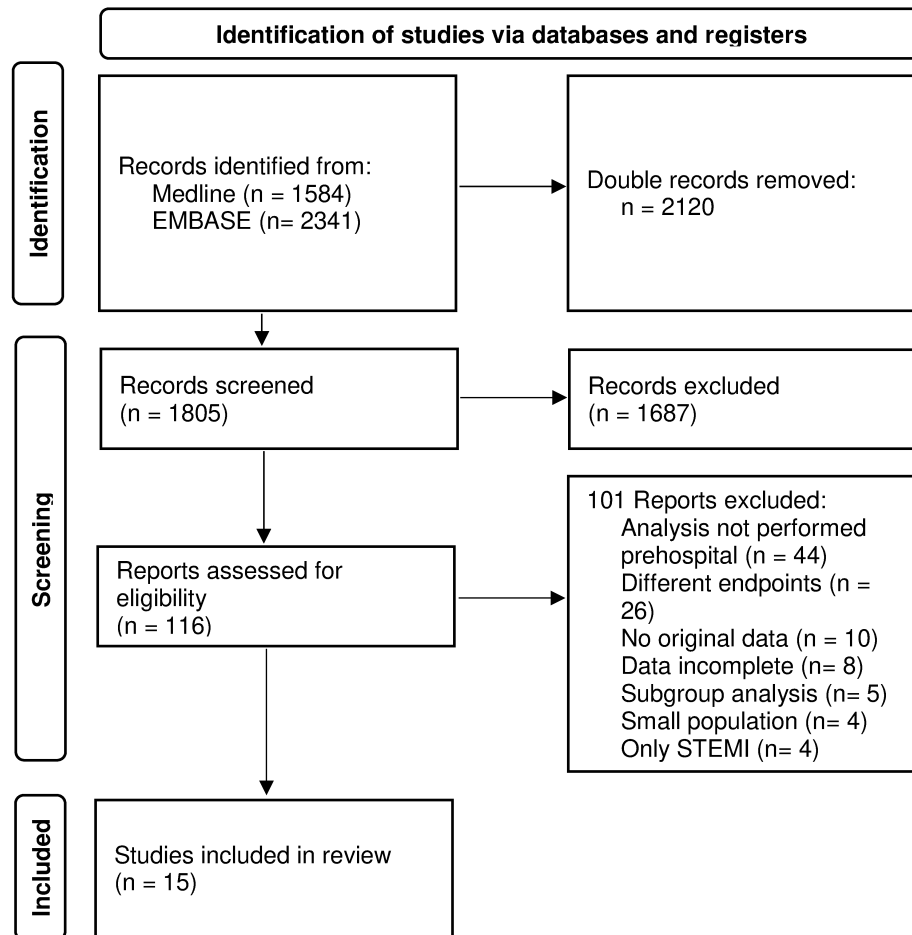 Identification of studies via databases and registers
Identification
Records identified from:
Medline (n = 1584)
EMBASE (n= 2341)
Double records removed:
n = 2120
Screening
Records screened
(n = 1805)
Records excluded
(n = 1687)
Reports assessed for
eligibility
(n = 116)
101 Reports excluded:
Analysis not performed
prehospital (n = 44)
Different endpoints (n =
26)
No original data (n = 10)
Data incomplete (n= 8)
Subgroup analysis (n= 5)
Small population (n= 4)
Only STEMI (n= 4)
Included
Studies included in review
(n = 15)